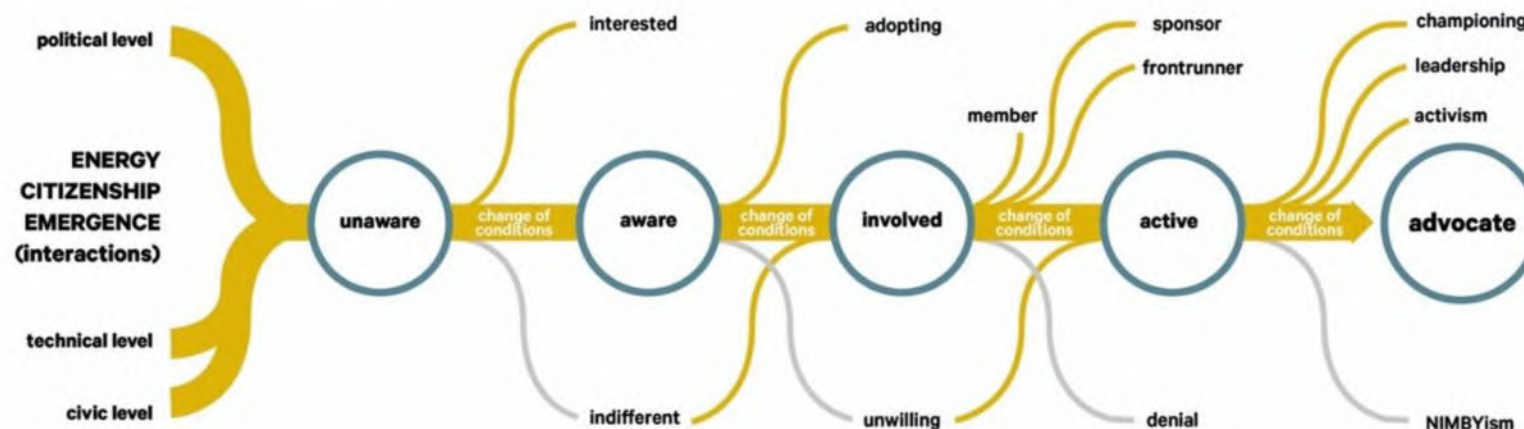 political level
ENERGY
CITIZENSHIP
EMERGENCE
(interactions)
technical level
civic level
unaware
change of
conditions
interested
indifferent
aware
change of
conditions
adopting
unwilling
involved
change of
conditions
member
sponsor
frontrunner
denial
active
change of
conditions
championing
leadership
activism
NIMBYism
advocate